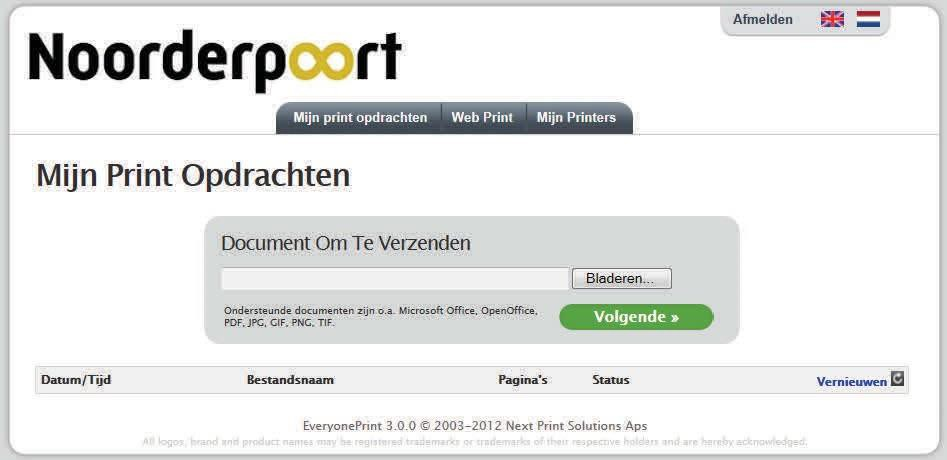 Afmelden
Noorderpoort
Mijn print opdrachten Web Print Mijn Printers
Mijn Print Opdrachten
Document Om Te Verzenden
Bladeren...
Ondersteunde documenten zijn o.a. Microsoft Office, OpenOffice,
PDF, JPG, GIF, PNG, TIF.
Volgende »
Datum/Tijd Bestandsnaam Pagina's Status Vernieuwen
EveryonePrint 3.0.0 © 2003-2012 Next Print Solutions Aps
All logos, brand and product names may be registered trademarks or trademarks of their respective holders and are hereby acknowledged.